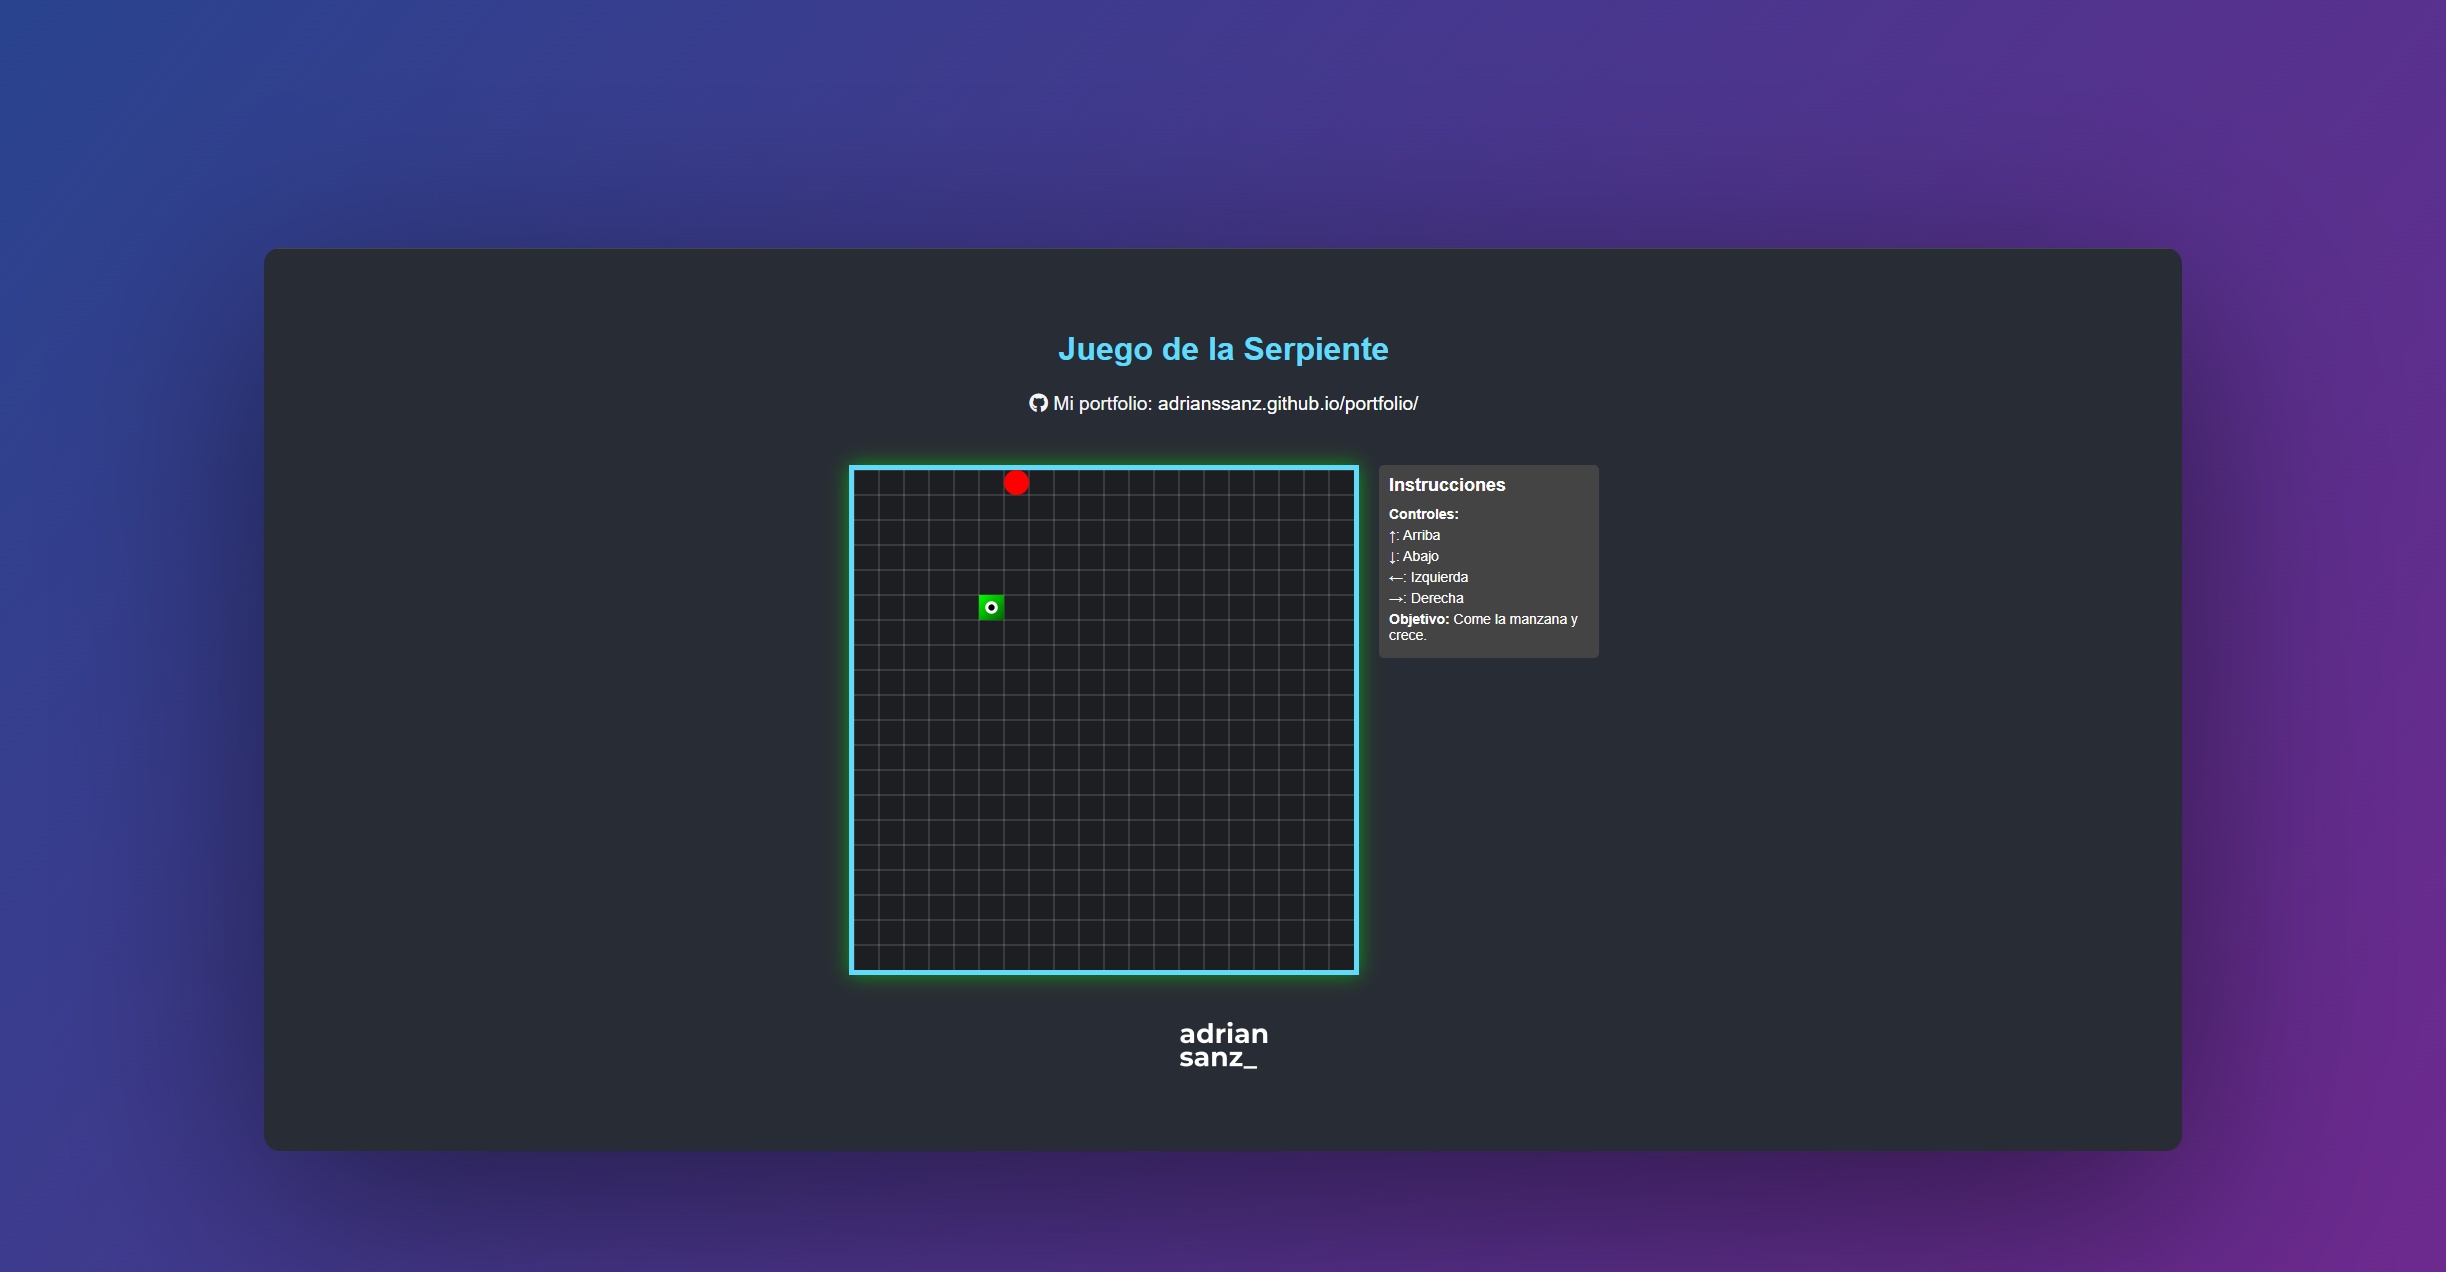 Juego de la Serpiente
Mi portfolio: adrianssanz.github.io/portfolio/
Instrucciones
Controles:
↑: Arriba
↓: Abajo
←: Izquierda
→: Derecha
Objetivo: Come la manzana y
crece.
adrian
sanz_